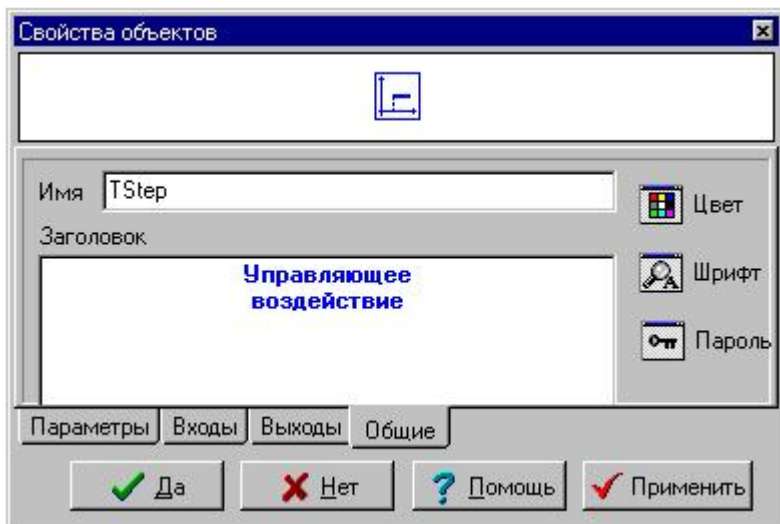 Свойства объектов
Имя TStep
Цвет
Заголовок
Управляющее
воздействие
Шрифт
Пароль
Параметры Входы Выходы Общие
Да Нет Помощь Применить